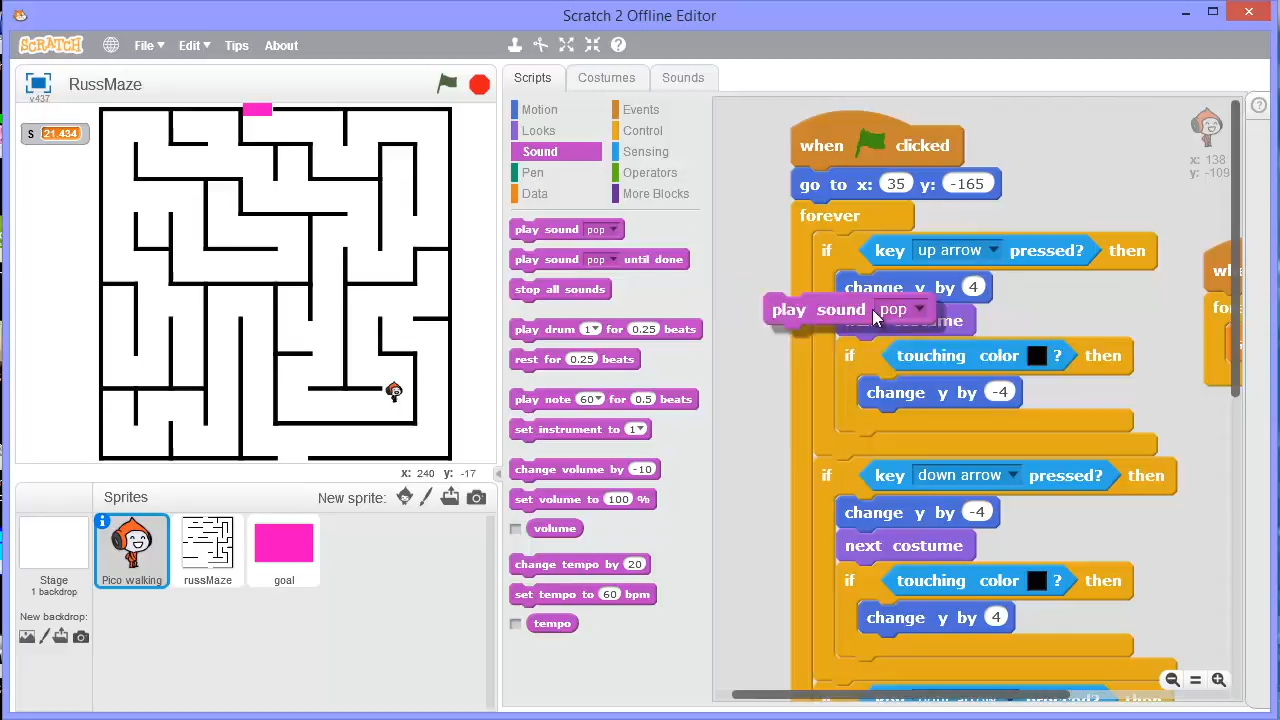 Scratch 2 Offline Editor
SCRATCH File Edit Tips About
v437
RussMaze
S 21.434
x: 240 y: -17
Sprites New sprite:
Stage
1 backdrop
New backdrop:
Pico walking
russMaze
goal
Scripts Costumes Sounds
Motion Events
Looks Control
Sound Sensing
Pen Operators
Data More Blocks
play sound pop
play sound pop until done
stop all sounds
play drum 1 for 0.25 beats
rest for 0.25 beats
play note 60 for 0.5 beats
set instrument to 1
change volume by -10
set volume to 100 %
volume
change tempo by 20
set tempo to 60 bpm
tempo
when clicked
go to x: 35 y: -165
forever
if key up arrow pressed? then
change y by 4
play sound pop
costume
if touching color ? then
change y by -4
if key down arrow pressed? then
change y by -4
next costume
if touching color ? then
change y by 4
x: 138
y: -109